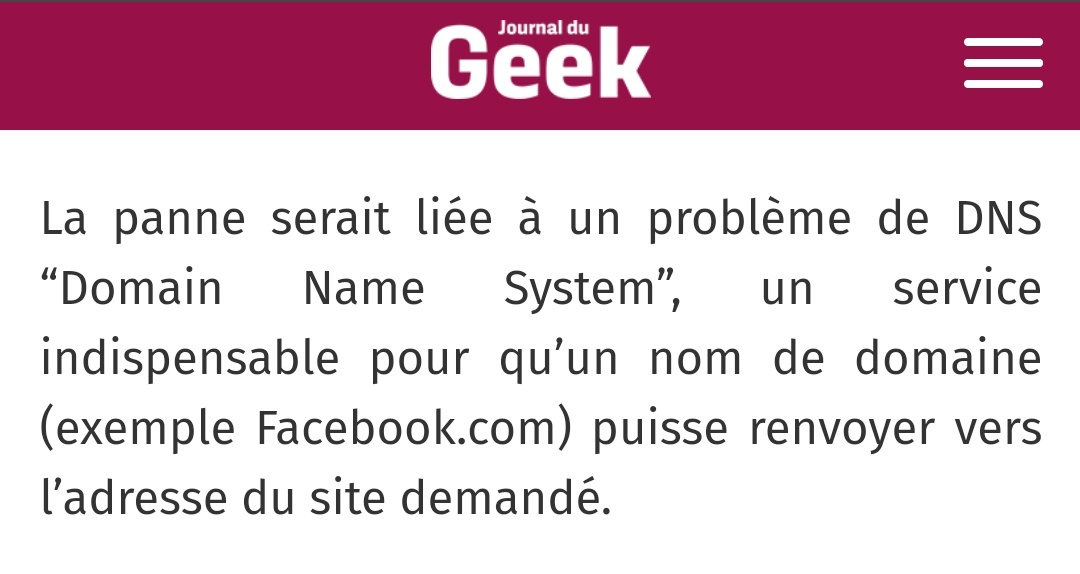 Journal du
Geek
La panne serait liée à un problème de DNS
“Domain Name System”, un service
indispensable pour qu’un nom de domaine
(exemple Facebook.com) puisse renvoyer vers
l’adresse du site demandé.